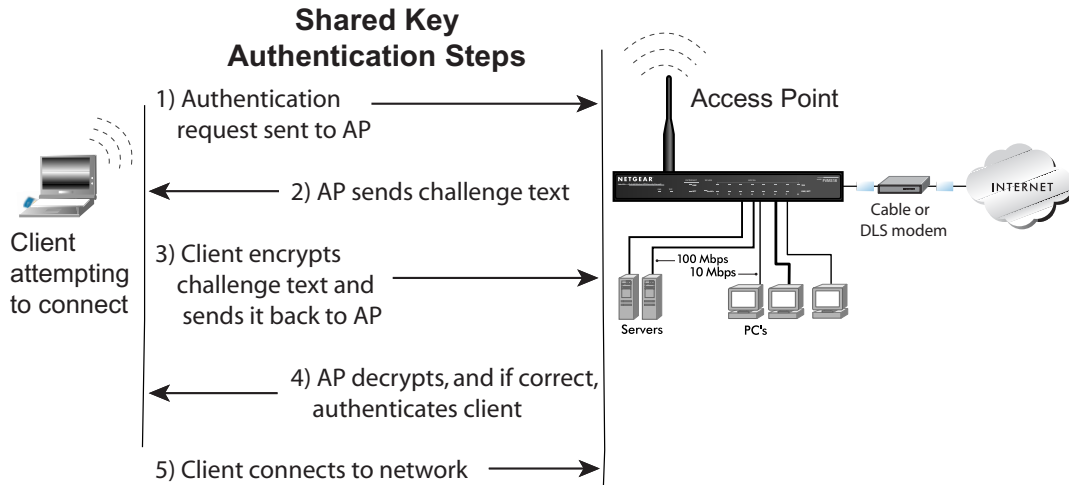 Shared Key
Authentication Steps
1) Authentication
request sent to AP
2) AP sends challenge text
3) Client encrypts
challenge text and
sends it back to AP
4) AP decrypts, and if correct,
authenticates client
5) Client connects to network
Client
attempting
to connect
Access Point
NETGEAR
INTERNET
Cable or
DLS modem
100 Mbps
10 Mbps
Servers
PC's